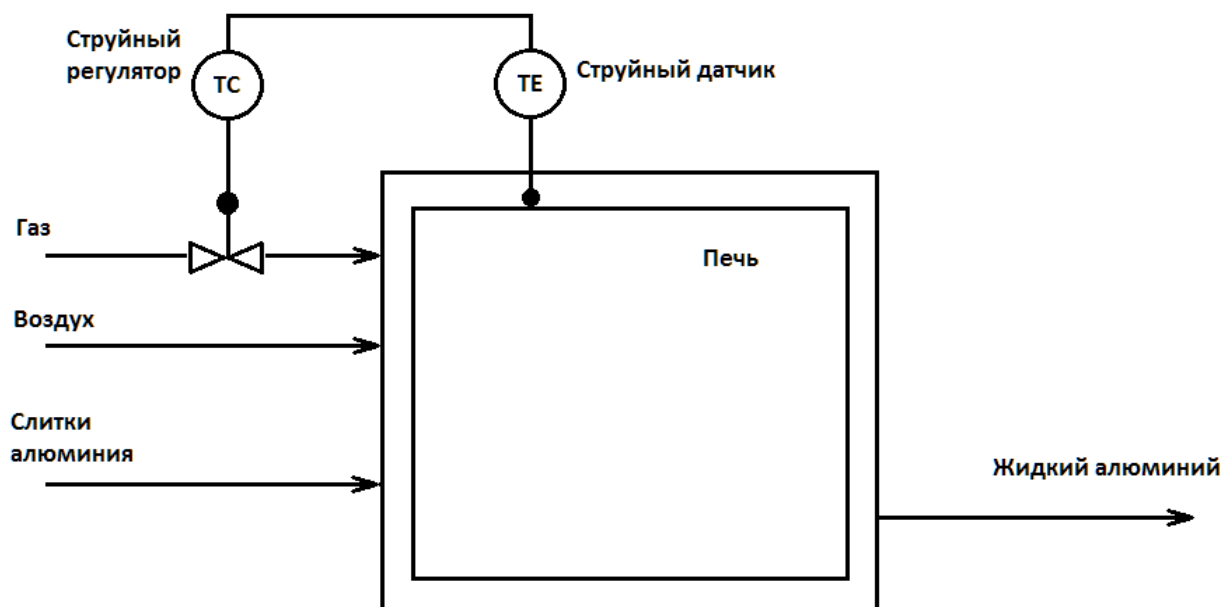 Струйный
регулятор
TC
TE
Струйный датчик
Газ
Печь
Воздух
Слитки
алюминия
Жидкий алюминий